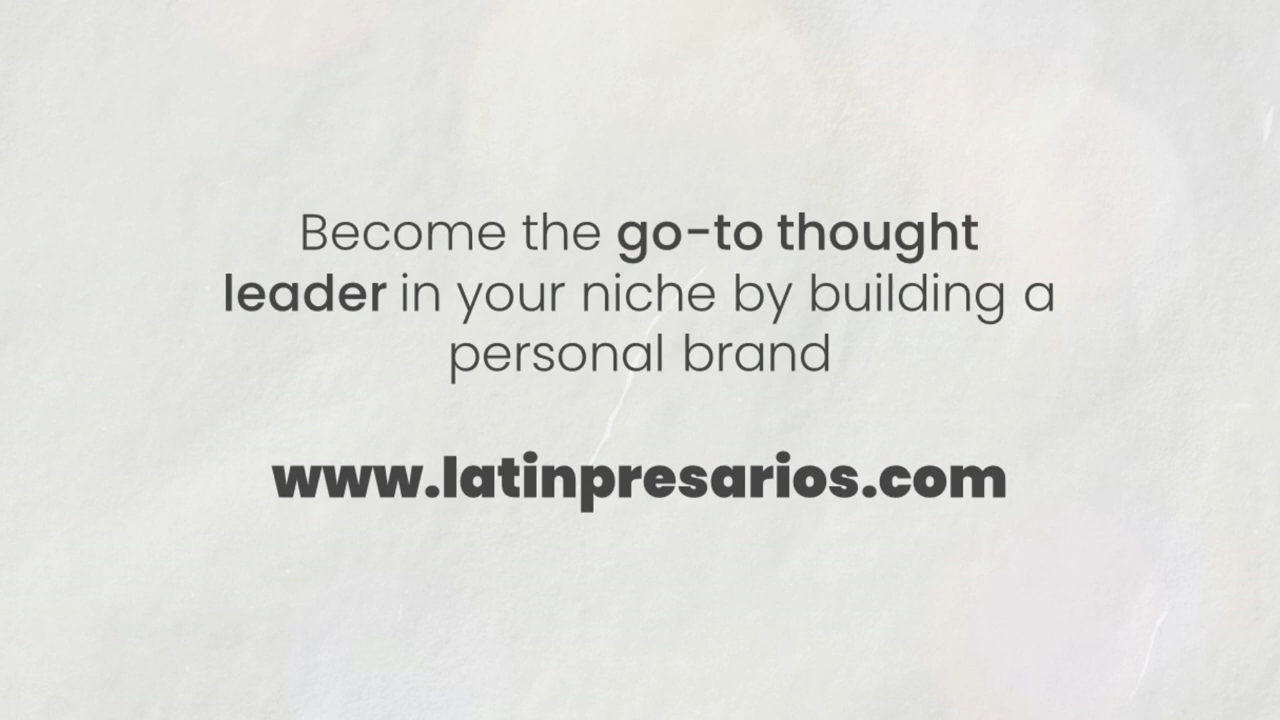 Become the go-to thought
leader in your niche by building a
personal brand
www.latinpresarios.com